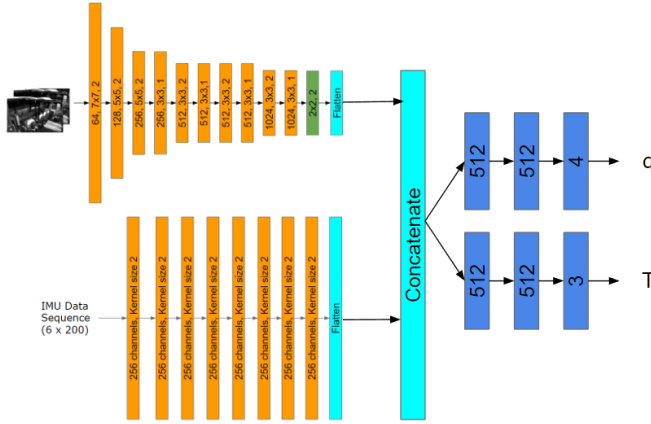 64, 7x7, 2
128, 5x5, 2
256, 5x5, 2
256, 3x3, 1
512, 3x3, 2
512, 3x3,1
512, 3x3, 2
512, 3x3, 1
1024, 3x3, 2
1024, 3x3, 1
2x2, 2
Flatten
IMU Data
Sequence
(6 x 200)
256 channels, Kernel size 2
256 channels, Kernel size 2
256 channels, Kernel size 2
256 channels, Kernel size 2
256 channels, Kernel size 2
256 channels, Kernel size 2
256 channels, Kernel size 2
256 channels, Kernel size 2
Flatten
Concatenate
512
512
4
q
512
512
3
T